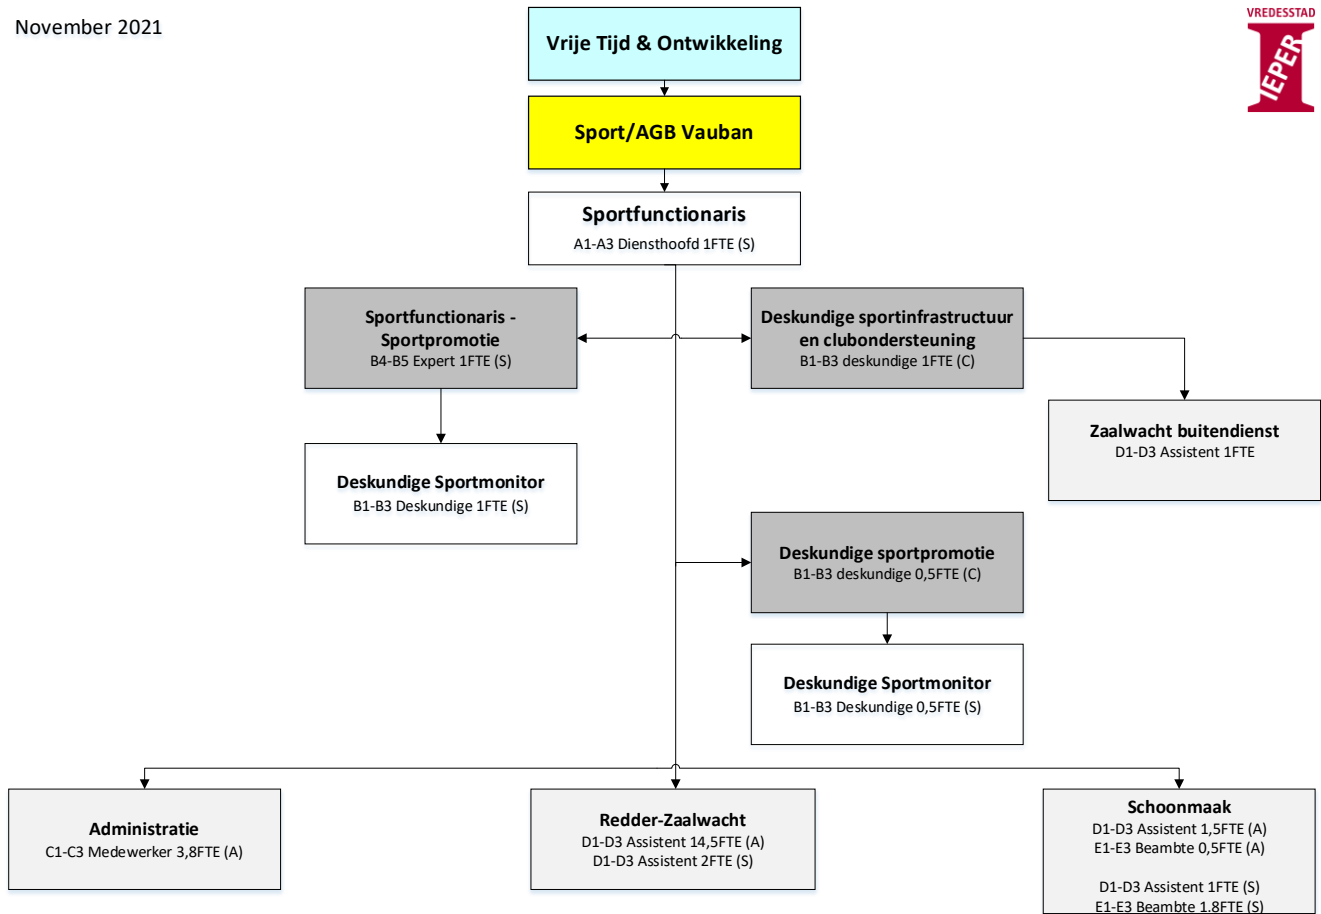 November 2021
VREDESSTAD
IEPER
Vrije Tijd & Ontwikkeling
Sport/AGB Vauban
Sportfunctionaris
A1-A3 Diensthoofd 1FTE (S)
Sportfunctionaris -
Sportpromotie
B4-B5 Expert 1FTE (S)
Deskundige sportinfrastructuur
en clubondersteuning
B1-B3 deskundige 1FTE (C)
Zaalwacht buitendienst
D1-D3 Assistent 1FTE
Deskundige Sportmonitor
B1-B3 Deskundige 1FTE (S)
Deskundige sportpromotie
B1-B3 deskundige 0,5FTE (C)
Deskundige Sportmonitor
B1-B3 Deskundige 0,5FTE (S)
Administratie
C1-C3 Medewerker 3,8FTE (A)
Redder-Zaalwacht
D1-D3 Assistent 14,5FTE (A)
D1-D3 Assistent 2FTE (S)
Schoonmaak
D1-D3 Assistent 1,5FTE (A)
E1-E3 Beambte 0,5FTE (A)
D1-D3 Assistent 1FTE (S)
E1-E3 Beambte 1.8FTE (S)